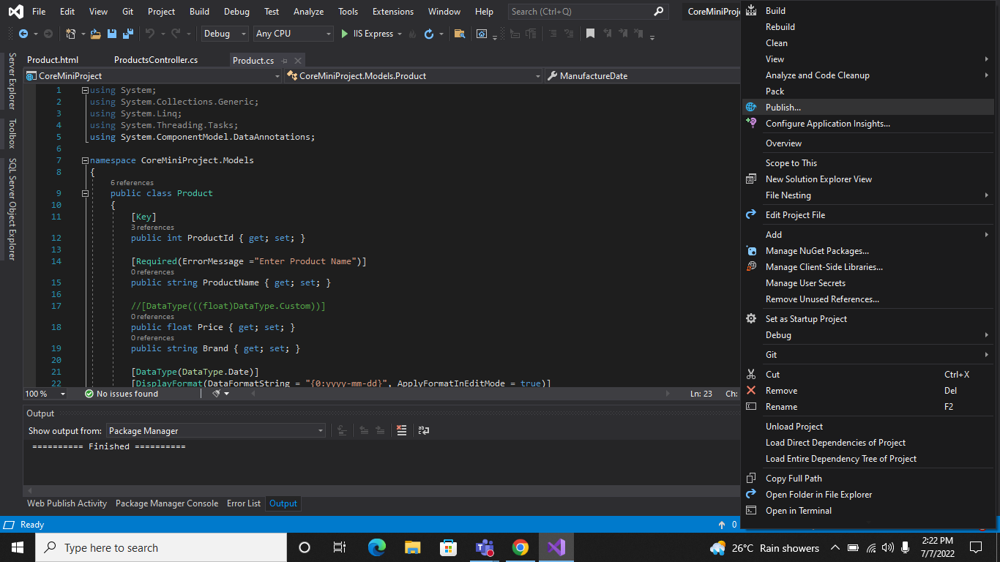 File Edit View Git Project Build Debug Test Analyze Tools Extensions Window Help Search (Ctrl+Q) CoreMiniProj
Debug Any CPU IIS Express
Server Explorer
Toolbox
SQL Server Object Explorer
Product.html ProductsController.cs Product.cs
CoreMiniProject CoreMiniProject.Models.Product ManufactureDate
1 using System;
2 using System.Collections.Generic;
3 using System.Linq;
4 using System.Threading.Tasks;
5 using System.ComponentModel.DataAnnotations;
6
7 namespace CoreMiniProject.Models
8 {
6 references
9 public class Product
10 {
11 [Key]
3 references
12 public int ProductId { get; set; }
13
14 [Required(ErrorMessage ="Enter Product Name")]
0 references
15 public string ProductName { get; set; }
16
17 //[DataType(((float)DataType.Custom))]
0 references
18 public float Price { get; set; }
0 references
19 public string Brand { get; set; }
20
21 [DataType(DataType.Date)]
22 [DisplayFormat(DataFormatString = "{0:yyyy-mm-dd}", ApplyFormatInEditMode = true)]
100 % No issues found Ln: 23 Ch:
Output
Show output from: Package Manager
========== Finished ==========
Web Publish Activity Package Manager Console Error List Output
Ready 0
Build
Rebuild
Clean
View
Analyze and Code Cleanup
Pack
Publish...
Configure Application Insights...
Overview
Scope to This
New Solution Explorer View
File Nesting
Edit Project File
Add
Manage NuGet Packages...
Manage Client-Side Libraries...
Manage User Secrets
Remove Unused References...
Set as Startup Project
Debug
Git
Cut Ctrl+X
Remove Del
Rename F2
Unload Project
Load Direct Dependencies of Project
Load Entire Dependency Tree of Project
Copy Full Path
Open Folder in File Explorer
Open in Terminal
Type here to search 26°C Rain showers 2:22 PM
7/7/2022